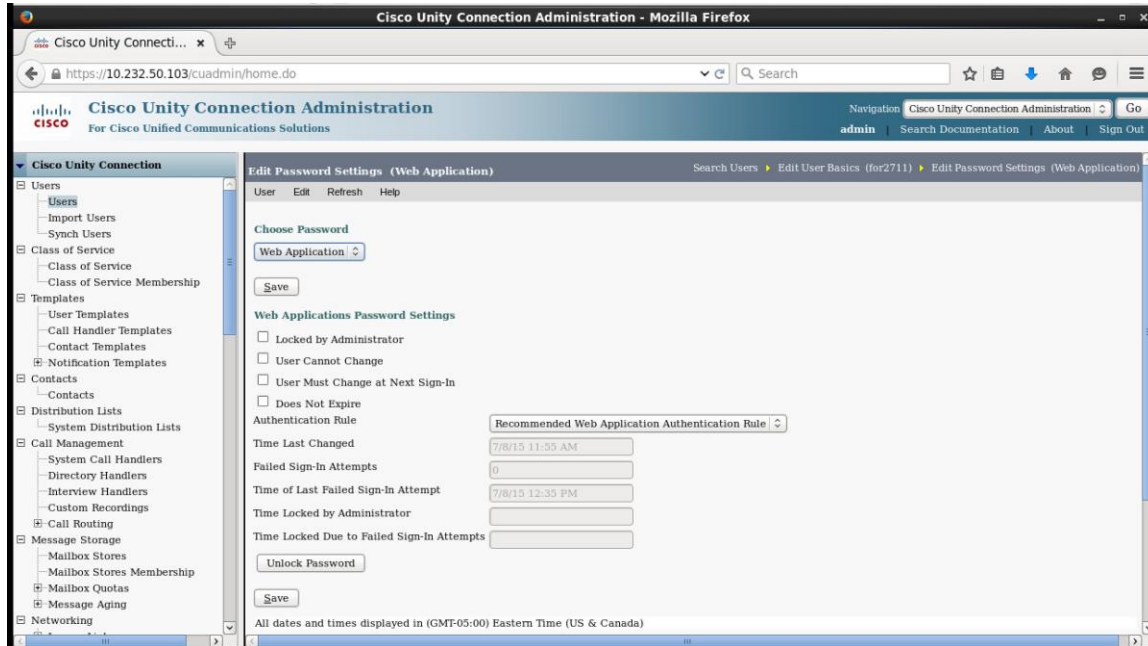 Cisco Unity Connection Administration - Mozilla Firefox
Cisco Unity Connecti...
https://10.232.50.103/cuadmin/home.do
Search
cisco
Cisco Unity Connection Administration
For Cisco Unified Communications Solutions
Navigation Cisco Unity Connection Administration Go
admin | Search Documentation | About | Sign Out
Cisco Unity Connection
Users
Users
Import Users
Synch Users
Class of Service
Class of Service
Class of Service Membership
Templates
User Templates
Call Handler Templates
Contact Templates
Notification Templates
Contacts
Contacts
Distribution Lists
System Distribution Lists
Call Management
System Call Handlers
Directory Handlers
Interview Handlers
Custom Recordings
Call Routing
Message Storage
Mailbox Stores
Mailbox Stores Membership
Mailbox Quotas
Message Aging
Networking
Edit Password Settings (Web Application)
Search Users Edit User Basics (for2711) Edit Password Settings (Web Application)
User Edit Refresh Help
Choose Password
Web Application
Save
Web Applications Password Settings
Locked by Administrator
User Cannot Change
User Must Change at Next Sign-In
Does Not Expire
Authentication Rule Recommended Web Application Authentication Rule
Time Last Changed 7/8/15 11:55 AM
Failed Sign-In Attempts 0
Time of Last Failed Sign-In Attempt 7/8/15 12:35 PM
Time Locked by Administrator
Time Locked Due to Failed Sign-In Attempts
Unlock Password
Save
All dates and times displayed in (GMT-05:00) Eastern Time (US & Canada)